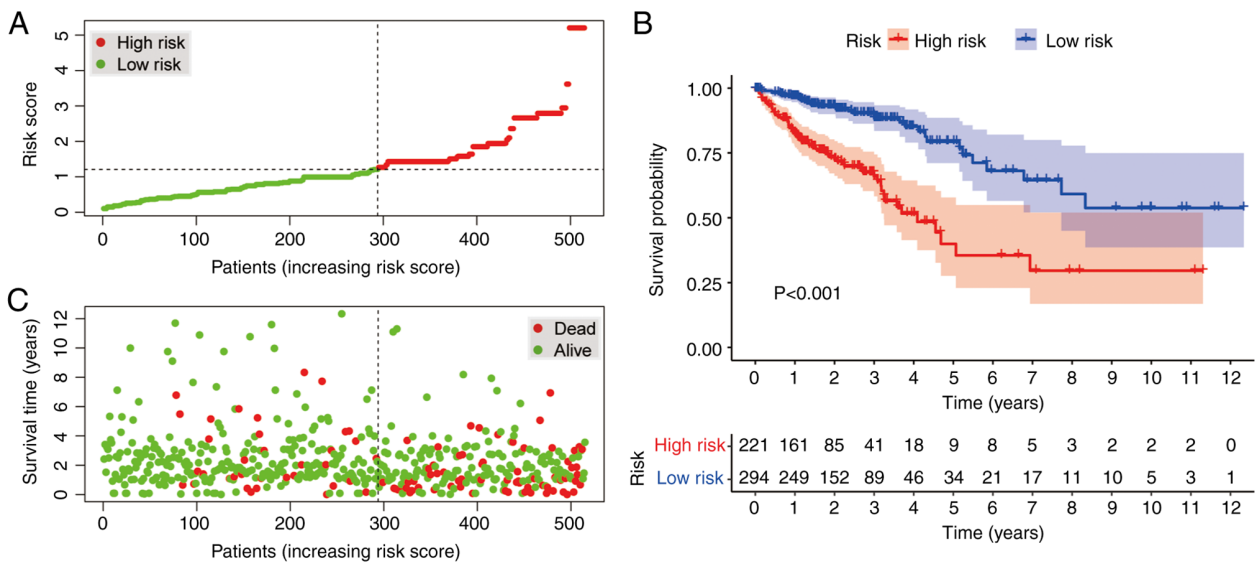 A
Risk score
5
4
3
2
1
0
High risk
Low risk
0 100 200 300 400 500
Patients (increasing risk score)
B
Risk High risk Low risk
Survival probability
1.00
0.75
0.50
0.25
0.00
P<0.001
0 1 2 3 4 5 6 7 8 9 10 11 12
Time (years)
Risk
High risk 221 161 85 41 18 9 8 5 3 2 2 2 0
Low risk 294 249 152 89 46 34 21 17 11 10 5 3 1
0 1 2 3 4 5 6 7 8 9 10 11 12
Time (years)
C
Survival time (years)
12
10
8
6
4
2
0
Dead
Alive
0 100 200 300 400 500
Patients (increasing risk score)